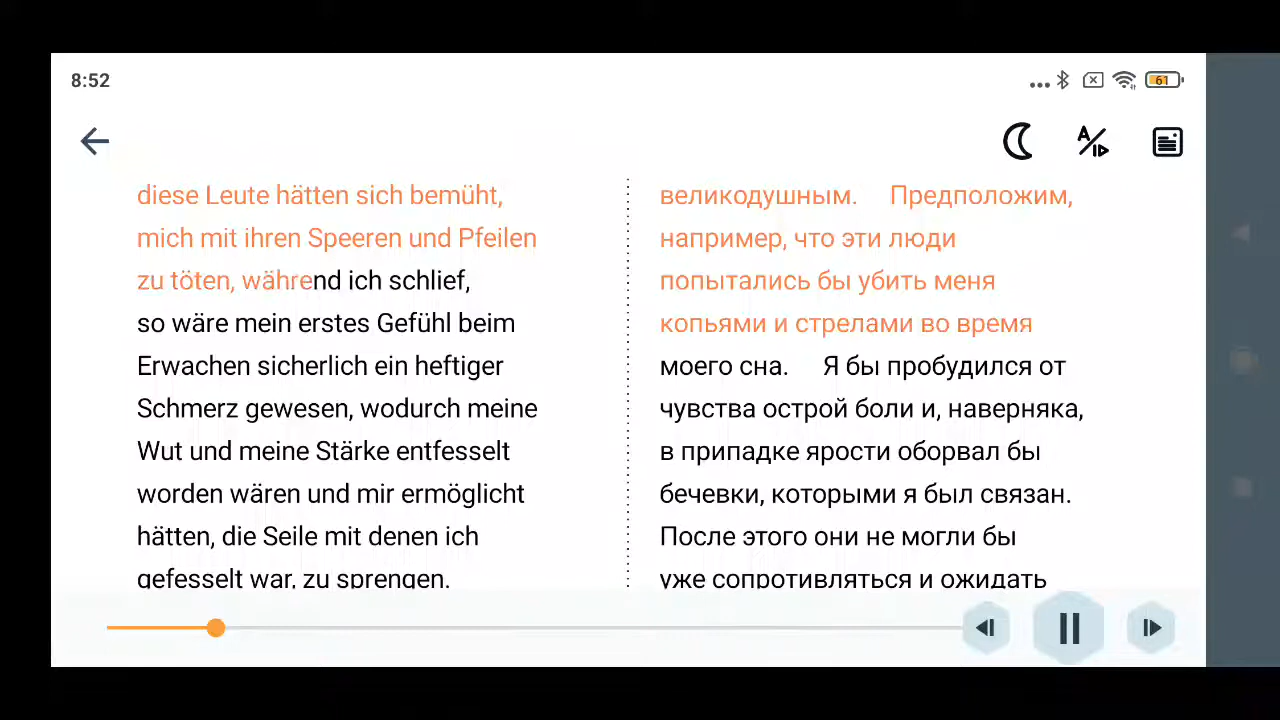 8:52
61
diese Leute hätten sich bemüht,
mich mit ihren Speeren und Pfeilen
zu töten, während ich schlief,
so wäre mein erstes Gefühl beim
Erwachen sicherlich ein heftiger
Schmerz gewesen, wodurch meine
Wut und meine Stärke entfesselt
worden wären und mir ermöglicht
hätten, die Seile mit denen ich
gefesselt war, zu sprengen.
великодушным. Предположим,
например, что эти люди
попытались бы убить меня
копьями и стрелами во время
моего сна. Я бы пробудился от
чувства острой боли и, наверняка,
в припадке ярости оборвал бы
бечевки, которыми я был связан.
После этого они не могли бы
уже сопротивляться и ожидать